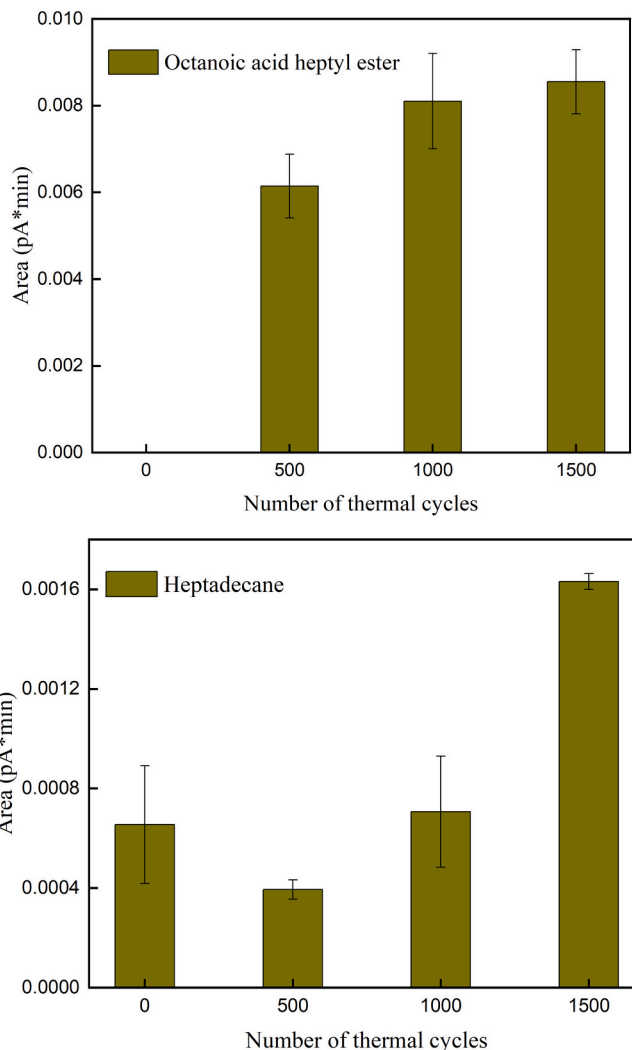 0.010
Octanoic acid heptyl ester
0.008
0.006
0.004
0.002
0.000
Area (pA*min)
0 500 1000 1500
Number of thermal cycles
Heptadecane
0.0016
0.0012
0.0008
0.0004
0.0000
Area (pA*min)
0 500 1000 1500
Number of thermal cycles